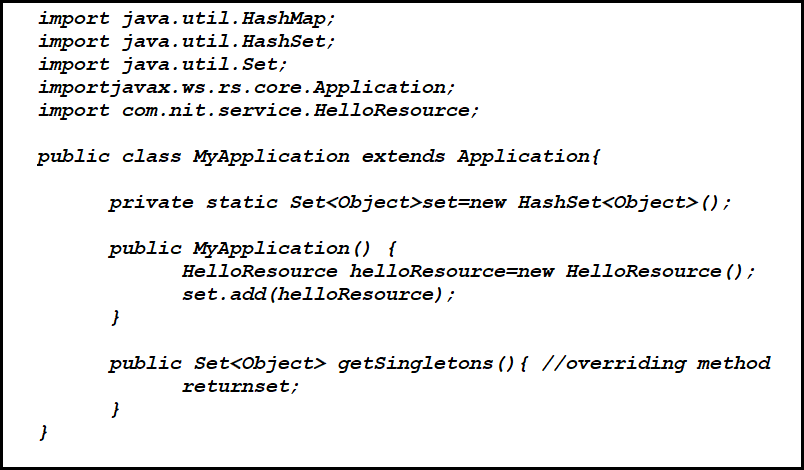 import java.util.HashMap;
import java.util.HashSet;
import java.util.Set;
importjavax.ws.rs.core.Application;
import com.nit.service.HelloResource;
public class MyApplication extends Application{
private static Set<Object>set=new HashSet<Object>();
public MyApplication() {
HelloResource helloResource=new HelloResource();
set.add(helloResource);
}
public Set<Object> getSingletons(){ //overriding method
returnset;
}
}